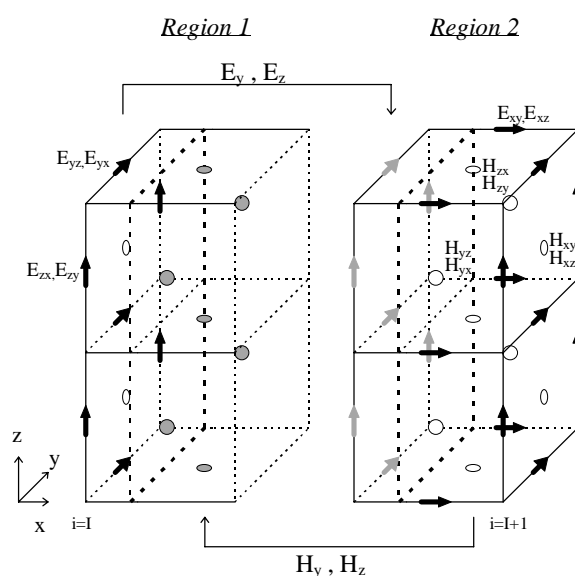 Region 1
Region 2
E_y , E_z
E_xy,E_xz
E_yz,E_yx
H_zx
H_zy
H_xy
H_xz
H_yz
H_yx
E_zx,E_zy
z
y
x
i=I
i=I+1
H_y , H_z